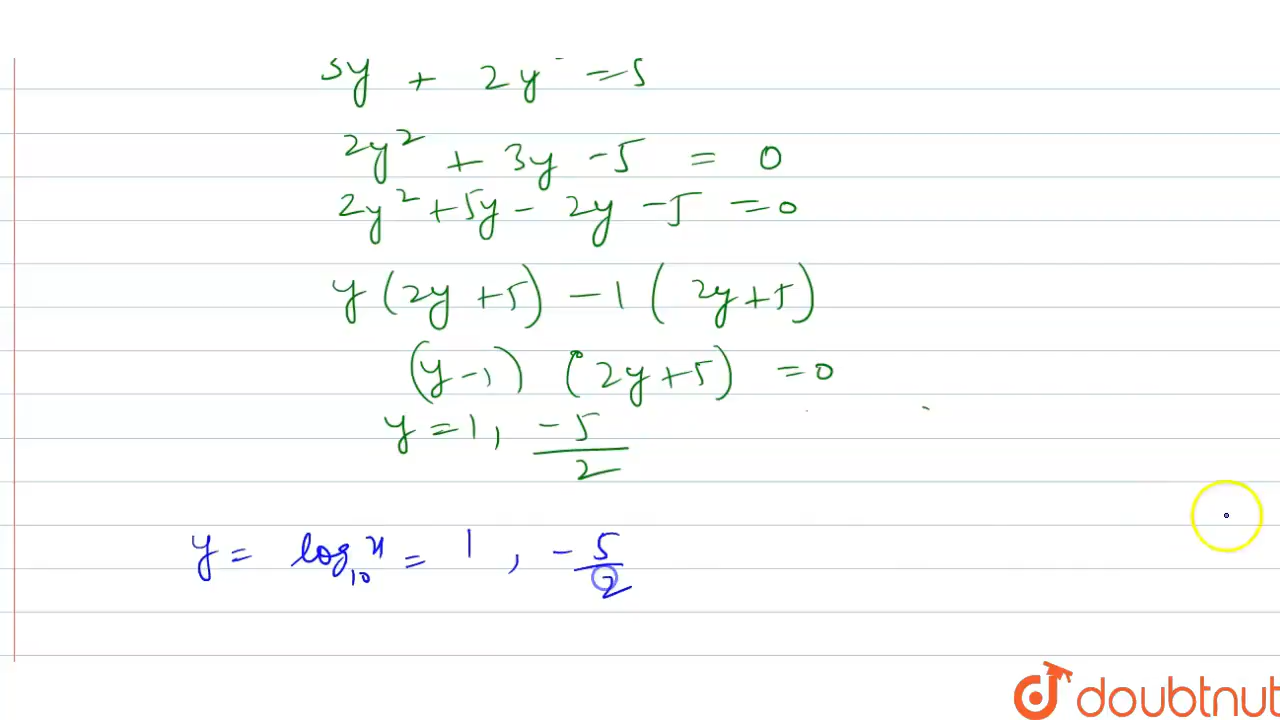 3y + 2y = 5
2y² + 3y - 5 = 0
2y² + 5y - 2y - 5 = 0
y (2y + 5) - 1 ( 2y + 5)
(y - 1) (2y + 5) = 0
y = 1, -5/2
y = log₁₀x = 1, -5/2
doubtnut